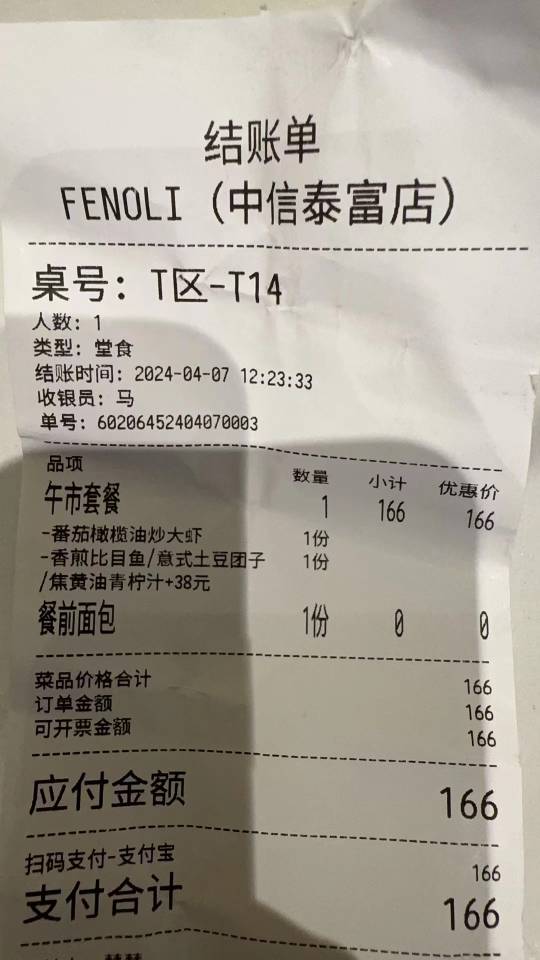 结账单
FENOLI（中信泰富店）
桌号：T区-T14
人数：1
类型：堂食
结账时间：2024-04-07 12:23:33
收银员：马
单号：60206452404070003
品项 数量 小计 优惠价
午市套餐 1 166 166
-番茄橄榄油炒大虾 1份
-香煎比目鱼/意式土豆团子 1份
/焦黄油青柠汁+38元
餐前面包 1份 0 0
菜品价格合计 166
订单金额 166
可开票金额 166
应付金额 166
扫码支付-支付宝 166
支付合计 166